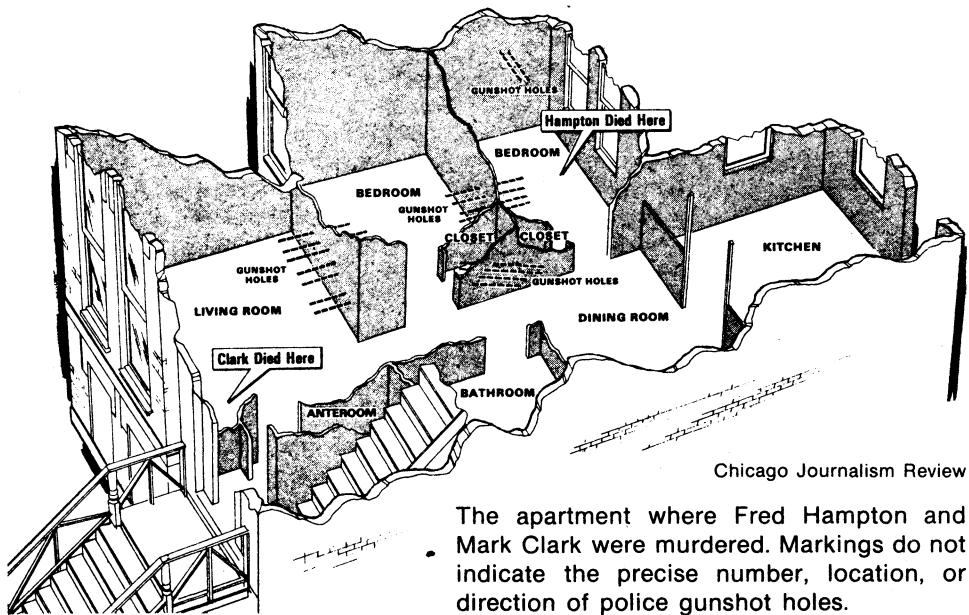 GUNSHOT HOLES
Hampton Died Here
BEDROOM
BEDROOM
GUNSHOT
HOLES
CLOSET
CLOSET
KITCHEN
GUNSHOT
HOLES
GUNSHOT HOLES
LIVING ROOM
DINING ROOM
Clark Died Here
BATHROOM
ANTEROOM
Chicago Journalism Review
The apartment where Fred Hampton and
Mark Clark were murdered. Markings do not
indicate the precise number, location, or
direction of police gunshot holes.